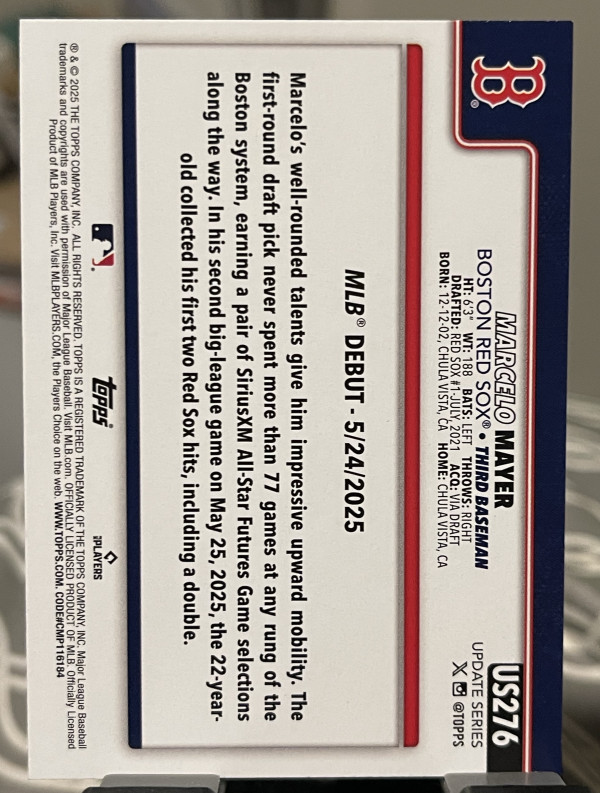 B®
US276
UPDATE SERIES
@TOPPS
MARCELO MAYER
BOSTON RED SOX® • THIRD BASEMAN
HT: 6'3" WT: 188 BATS: LEFT THROWS: RIGHT
DRAFTED: RED SOX #1-JULY, 2021 ACQ: VIA DRAFT
BORN: 12-12-02, CHULA VISTA, CA HOME: CHULA VISTA, CA
MLB® DEBUT - 5/24/2025
Marcelo's well-rounded talents give him impressive upward mobility. The
first-round draft pick never spent more than 77 games at any rung of the
Boston system, earning a pair of SiriusXM All-Star Futures Game selections
along the way. In his second big-league game on May 25, 2025, the 22-year-
old collected his first two Red Sox hits, including a double.
topps®
MLBPLAYERS
® & © 2025 THE TOPPS COMPANY, INC. ALL RIGHTS RESERVED. TOPPS IS A REGISTERED TRADEMARK OF THE TOPPS COMPANY, INC. Major League Baseball
trademarks and copyrights are used with permission of Major League Baseball. Visit MLB.com. OFFICIALLY LICENSED PRODUCT OF MLB. Officially Licensed
Product of MLB Players, Inc. Visit MLBPLAYERS.COM, the Players Choice on the web. WWW.TOPPS.COM. CODE#CMP116184